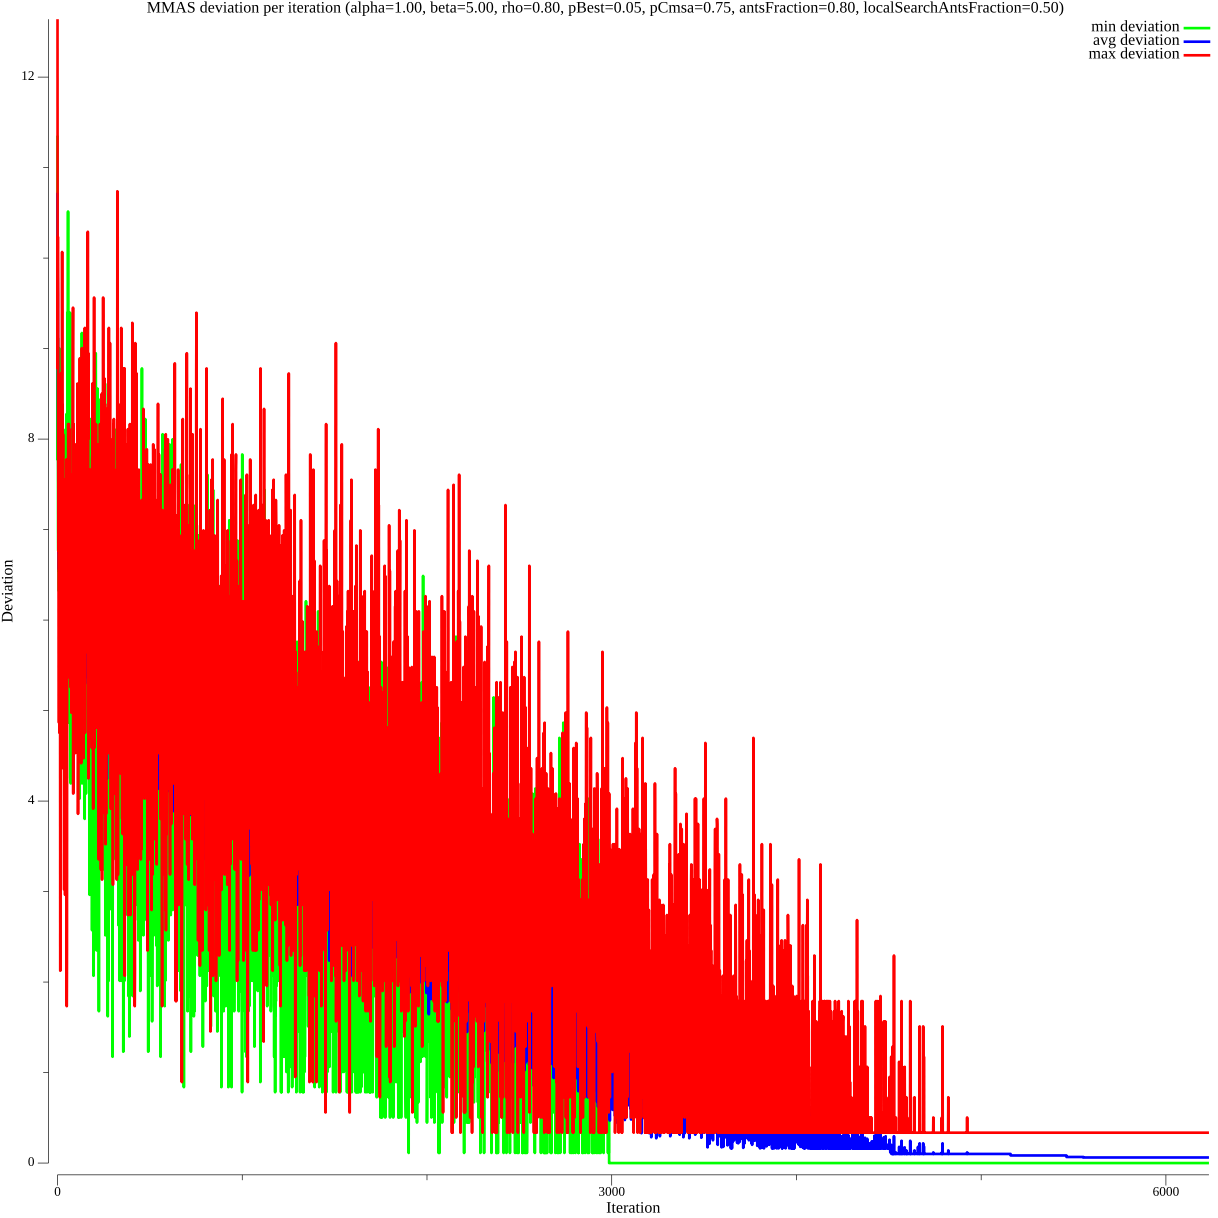 MMAS deviation per iteration (alpha=1.00, beta=5.00, rho=0.80, pBest=0.05, pCmsa=0.75, antsFraction=0.80, localSearchAntsFraction=0.50)
min deviation
avg deviation
max deviation
12
8
4
0
Deviation
0
3000
6000
Iteration